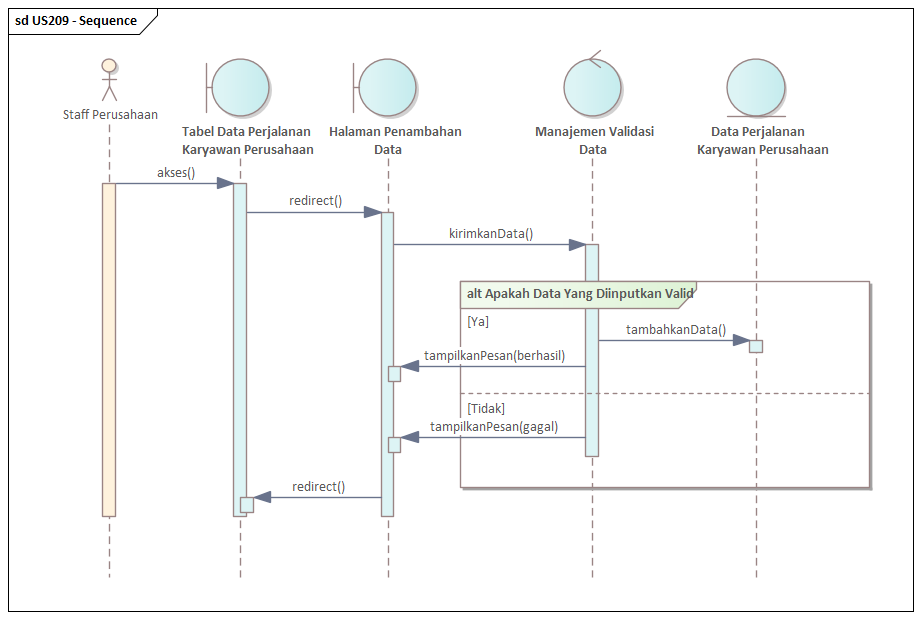 sd US209 - Sequence
Staff Perusahaan
Tabel Data Perjalanan
Karyawan Perusahaan
Halaman Penambahan
Data
Manajemen Validasi
Data
Data Perjalanan
Karyawan Perusahaan
akses()
redirect()
kirimkanData()
alt Apakah Data Yang Diinputkan Valid
[Ya]
tambahkanData()
tampilkanPesan(berhasil)
[Tidak]
tampilkanPesan(gagal)
redirect()